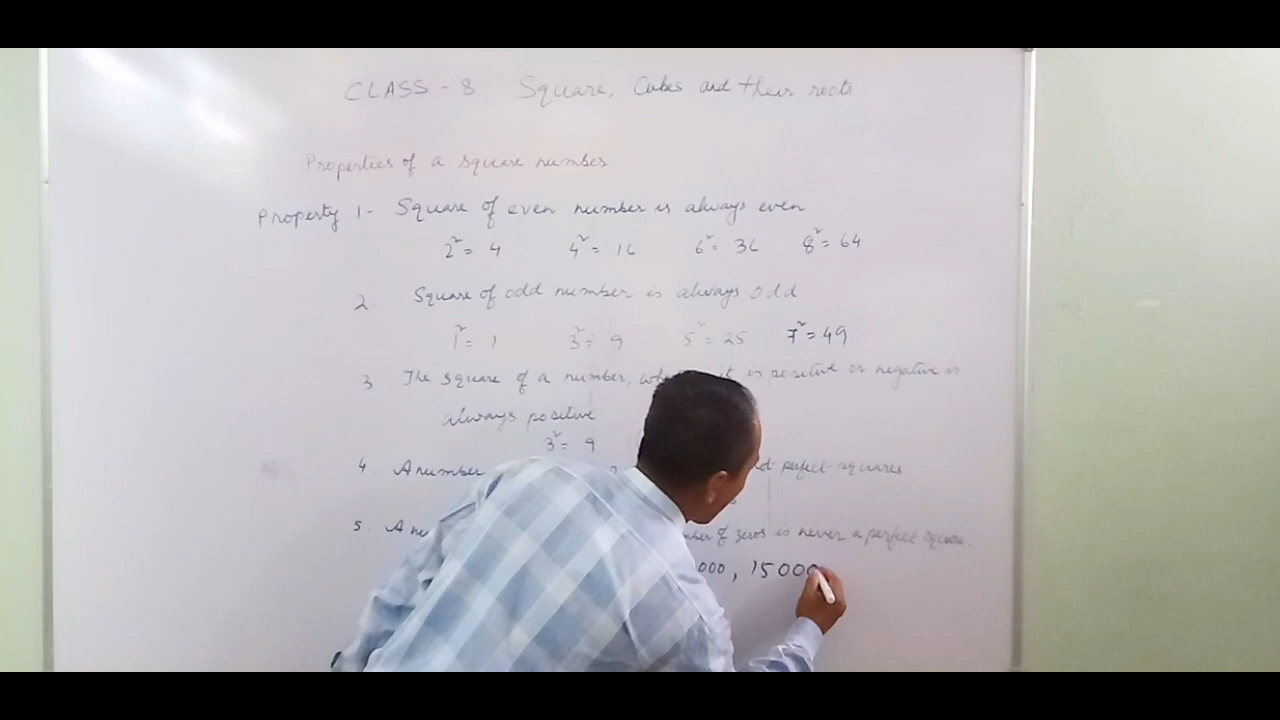 CLASS - 8 Square, Cubes and their roots
Properties of a square number
Property 1- Square of even number is always even
2² = 4 4² = 16 6² = 36 8² = 64
2 Square of odd number is always odd
1² = 1 3² = 9 5² = 25 7² = 49
3 The square of a number, it is positive or negative is
always positive
3² = 9
4. A number perfect squares
5. A number of zeros is never a perfect square.
000, 15000